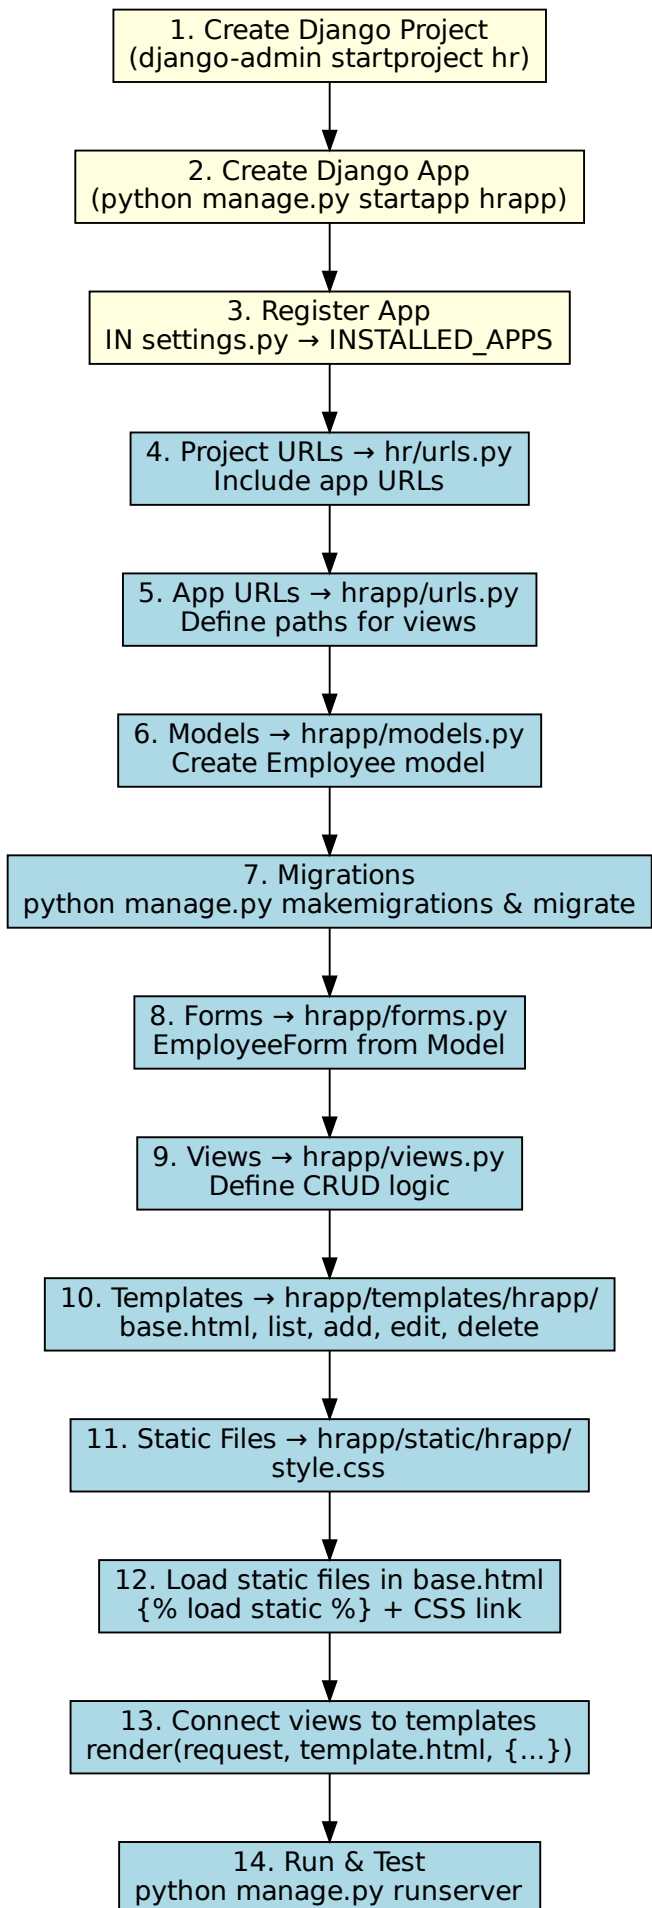 1. Create Django Project
(django-admin startproject hr)
2. Create Django App
(python manage.py startapp hrapp)
3. Register App
IN settings.py → INSTALLED_APPS
4. Project URLs → hr/urls.py
Include app URLs
5. App URLs → hrapp/urls.py
Define paths for views
6. Models → hrapp/models.py
Create Employee model
7. Migrations
python manage.py makemigrations & migrate
8. Forms → hrapp/forms.py
EmployeeForm from Model
9. Views → hrapp/views.py
Define CRUD logic
10. Templates → hrapp/templates/hrapp/
base.html, list, add, edit, delete
11. Static Files → hrapp/static/hrapp/
style.css
12. Load static files in base.html
{% load static %} + CSS link
13. Connect views to templates
render(request, template.html, {...})
14. Run & Test
python manage.py runserver